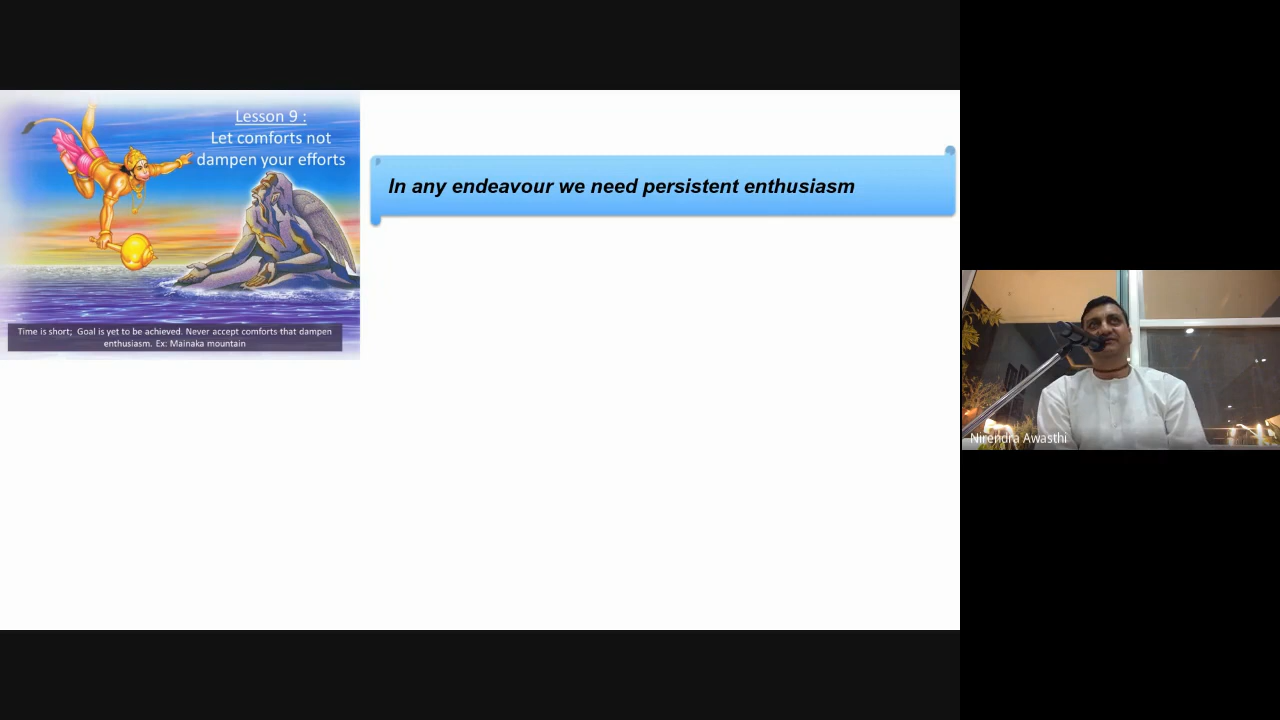 Lesson 9 :
Let comforts not
dampen your efforts
Time is short;  Goal is yet to be achieved. Never accept comforts that dampen
enthusiasm. Ex: Mainaka mountain
In any endeavour we need persistent enthusiasm
Nirendra Awasthi